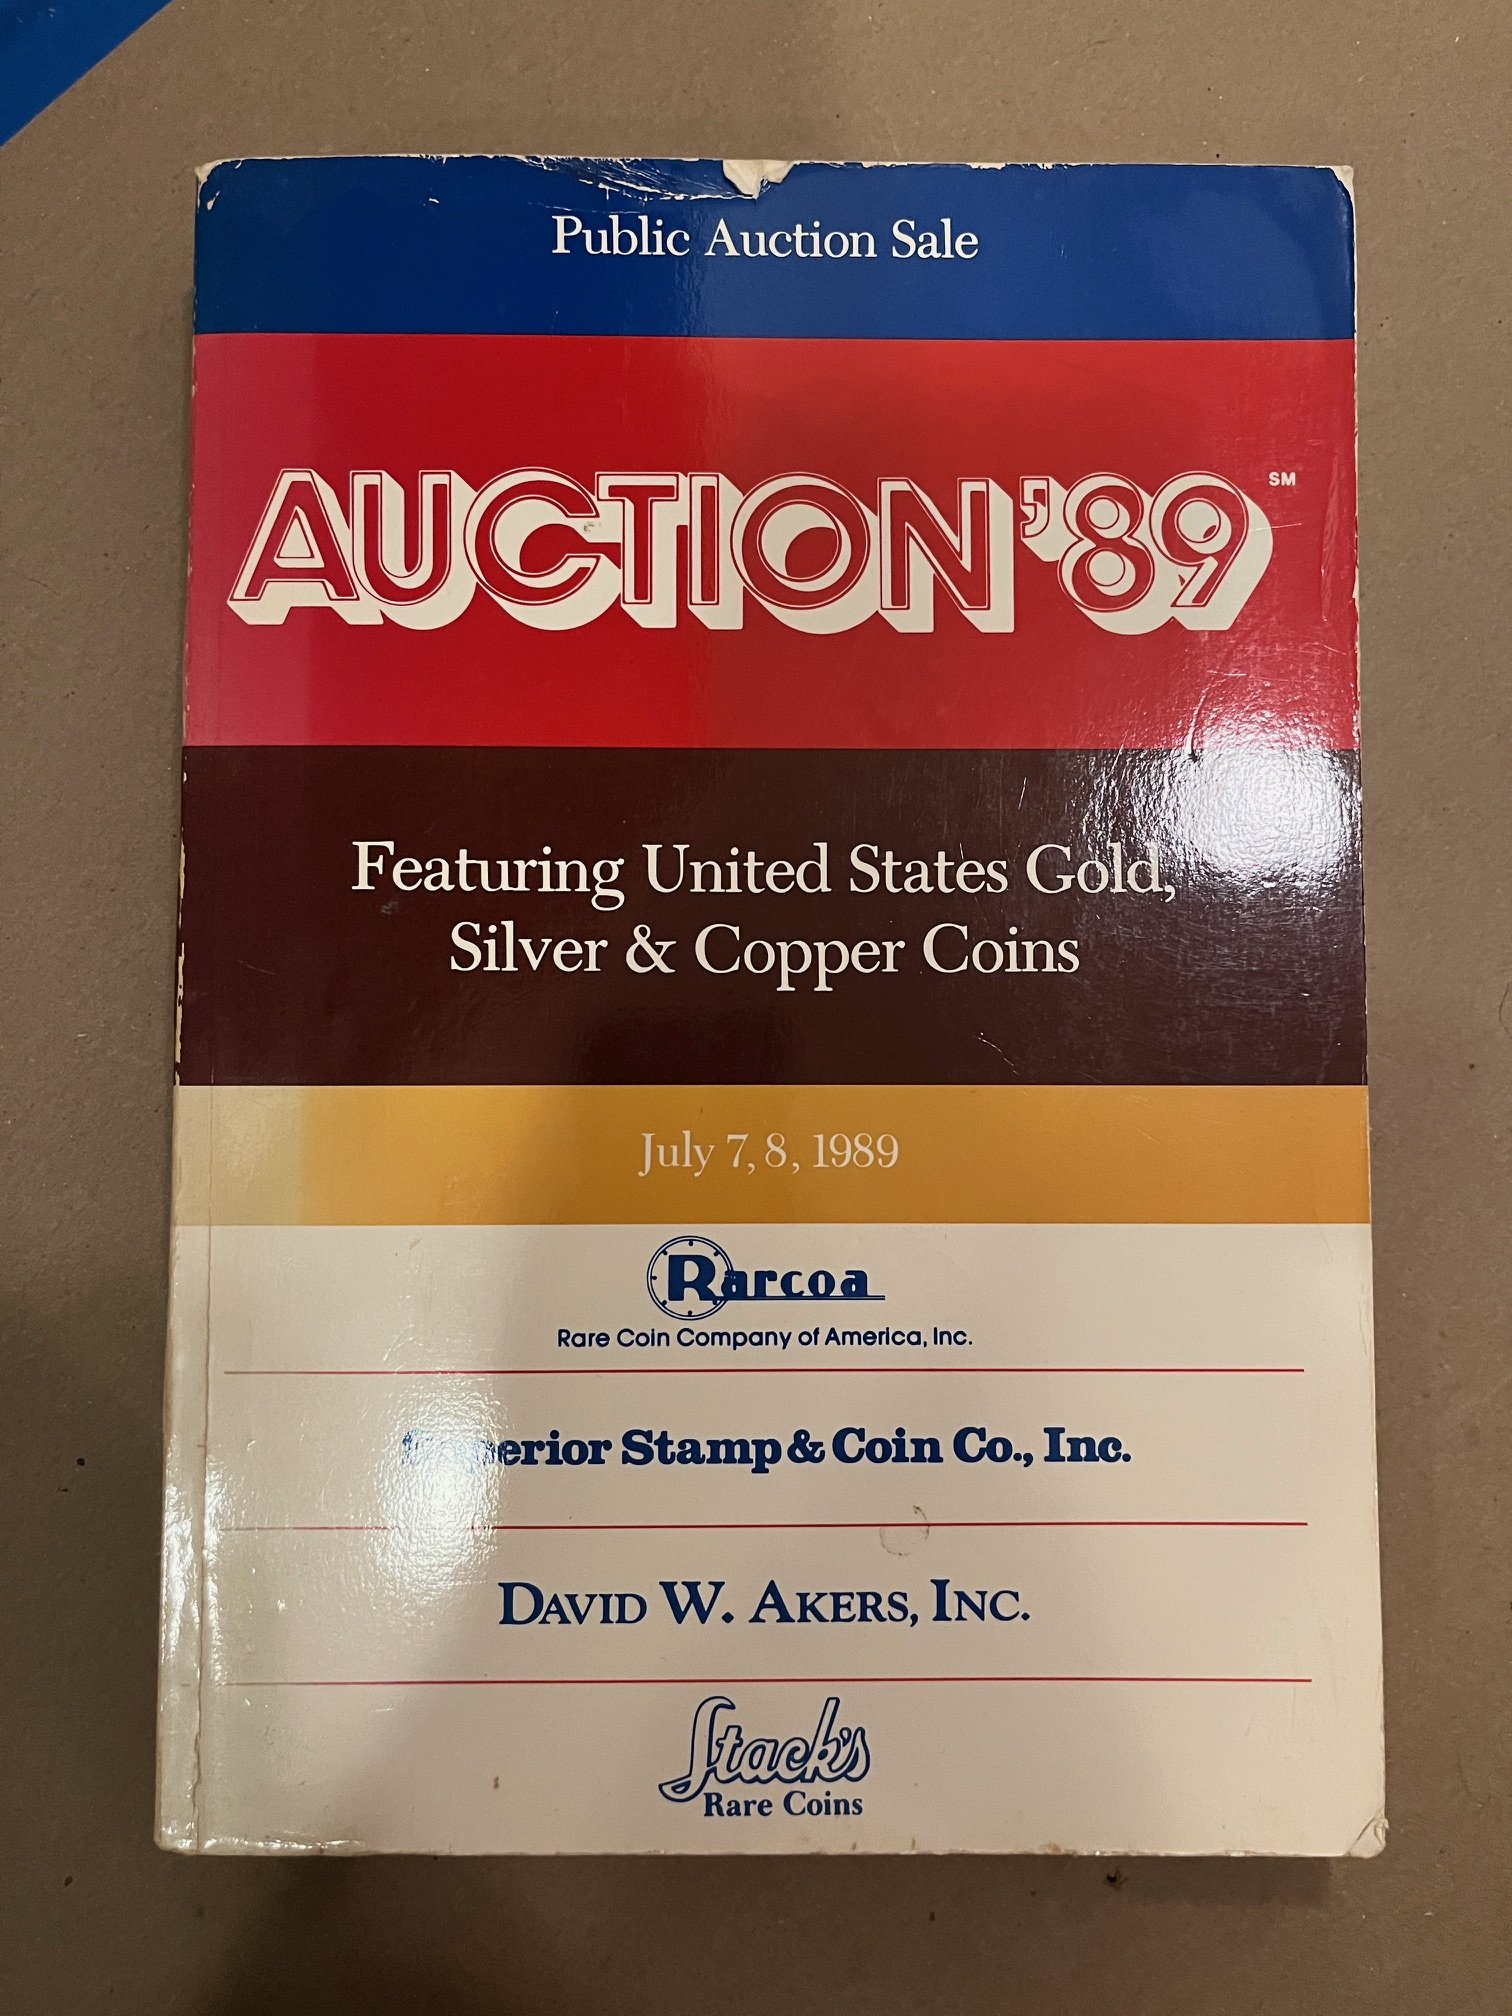 Public Auction Sale
AUCTION '89 SM
Featuring United States Gold,
Silver & Copper Coins
July 7, 8, 1989
Rarcoa
Rare Coin Company of America, Inc.
Superior Stamp & Coin Co., Inc.
DAVID W. AKERS, INC.
Stack's
Rare Coins